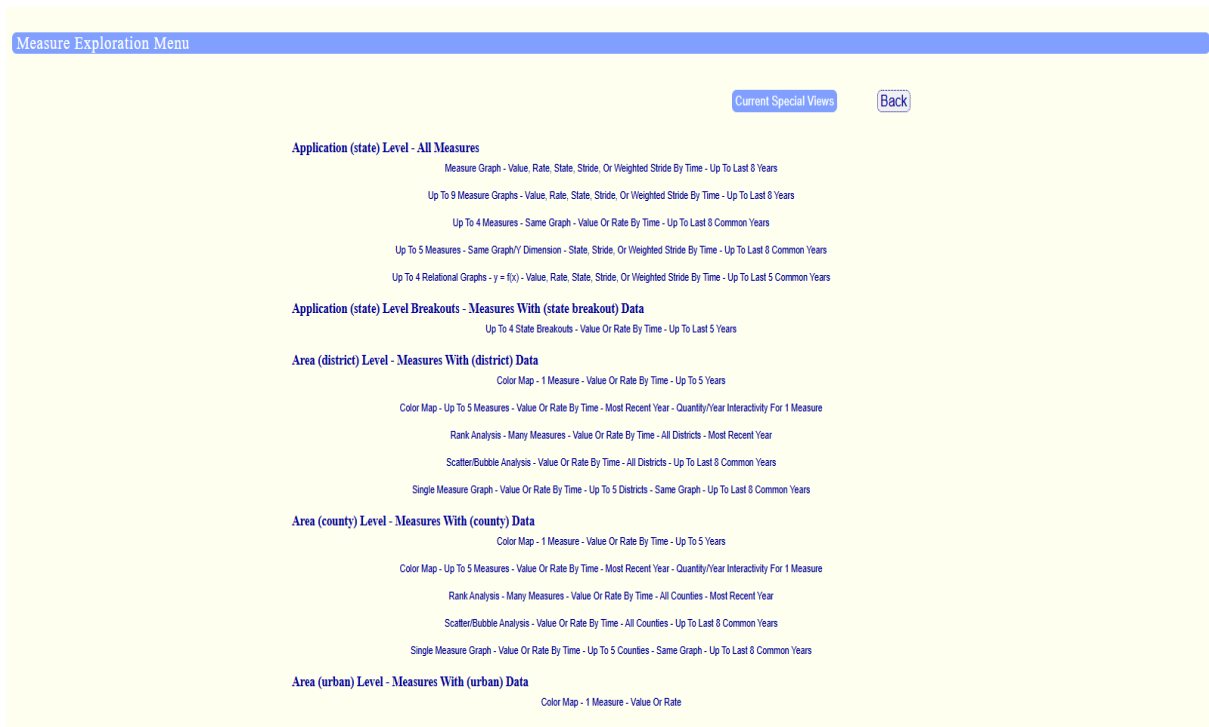 Measure Exploration Menu
Current Special Views Back
Application (state) Level - All Measures
Measure Graph - Value, Rate, State, Stride, Or Weighted Stride By Time - Up To Last 8 Years
Up To 9 Measure Graphs - Value, Rate, State, Stride, Or Weighted Stride By Time - Up To Last 8 Years
Up To 4 Measures - Same Graph - Value Or Rate By Time - Up To Last 8 Common Years
Up To 5 Measures - Same Graph/Y Dimension - State, Stride, Or Weighted Stride By Time - Up To Last 8 Common Years
Up To 4 Relational Graphs - y = f(x) - Value, Rate, State, Stride, Or Weighted Stride By Time - Up To Last 5 Common Years
Application (state) Level Breakouts - Measures With (state breakout) Data
Up To 4 State Breakouts - Value Or Rate By Time - Up To Last 5 Years
Area (district) Level - Measures With (district) Data
Color Map - 1 Measure - Value Or Rate By Time - Up To 5 Years
Color Map - Up To 5 Measures - Value Or Rate By Time - Most Recent Year - Quantity/Year Interactivity For 1 Measure
Rank Analysis - Many Measures - Value Or Rate By Time - All Districts - Most Recent Year
Scatter/Bubble Analysis - Value Or Rate By Time - All Districts - Up To Last 8 Common Years
Single Measure Graph - Value Or Rate By Time - Up To 5 Districts - Same Graph - Up To Last 8 Common Years
Area (county) Level - Measures With (county) Data
Color Map - 1 Measure - Value Or Rate By Time - Up To 5 Years
Color Map - Up To 5 Measures - Value Or Rate By Time - Most Recent Year - Quantity/Year Interactivity For 1 Measure
Rank Analysis - Many Measures - Value Or Rate By Time - All Counties - Most Recent Year
Scatter/Bubble Analysis - Value Or Rate By Time - All Counties - Up To Last 8 Common Years
Single Measure Graph - Value Or Rate By Time - Up To 5 Counties - Same Graph - Up To Last 8 Common Years
Area (urban) Level - Measures With (urban) Data
Color Map - 1 Measure - Value Or Rate